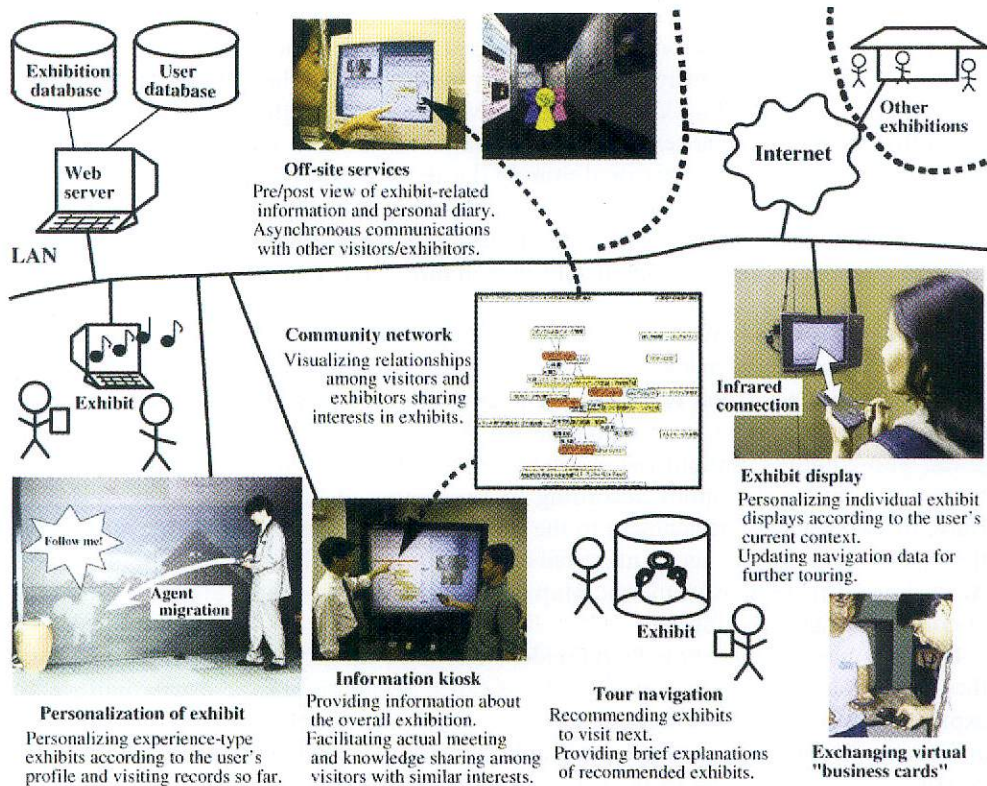 Exhibition
database
User
database
Web
server
LAN
Off-site services
Pre/post view of exhibit-related
information and personal diary.
Asynchronous communications
with other visitors/exhibitors.
Internet
Other
exhibitions
Exhibit
Community network
Visualizing relationships
among visitors and
exhibitors sharing
interests in exhibits.
Infrared
connection
Exhibit display
Personalizing individual exhibit
displays according to the user's
current context.
Updating navigation data for
further touring.
Follow me!
Agent
migration
Personalization of exhibit
Personalizing experience-type
exhibits according to the user's
profile and visiting records so far.
Information kiosk
Providing information about
the overall exhibition.
Facilitating actual meeting
and knowledge sharing among
visitors with similar interests.
Exhibit
Tour navigation
Recommending exhibits
to visit next.
Providing brief explanations
of recommended exhibits.
Exchanging virtual
"business cards"